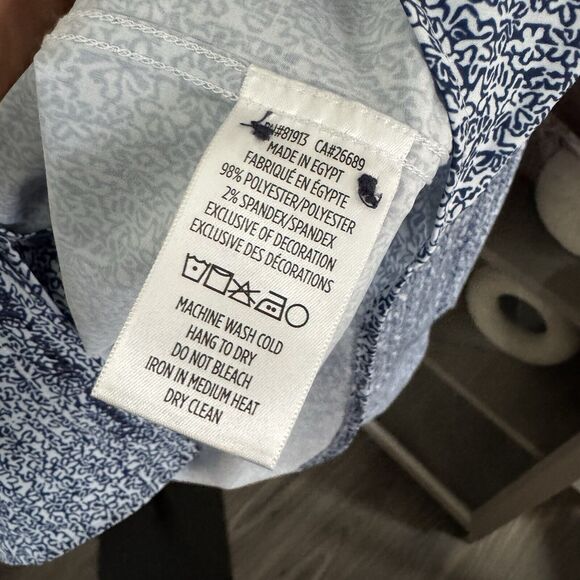 RN#81913 CA#26689
MADE IN EGYPT
FABRIQUÉ EN ÉGYPTE
98% POLYESTER/POLYESTER
2% SPANDEX/SPANDEX
EXCLUSIVE OF DECORATION
EXCLUSIVE DES DÉCORATIONS
MACHINE WASH COLD
HANG TO DRY
DO NOT BLEACH
IRON IN MEDIUM HEAT
DRY CLEAN